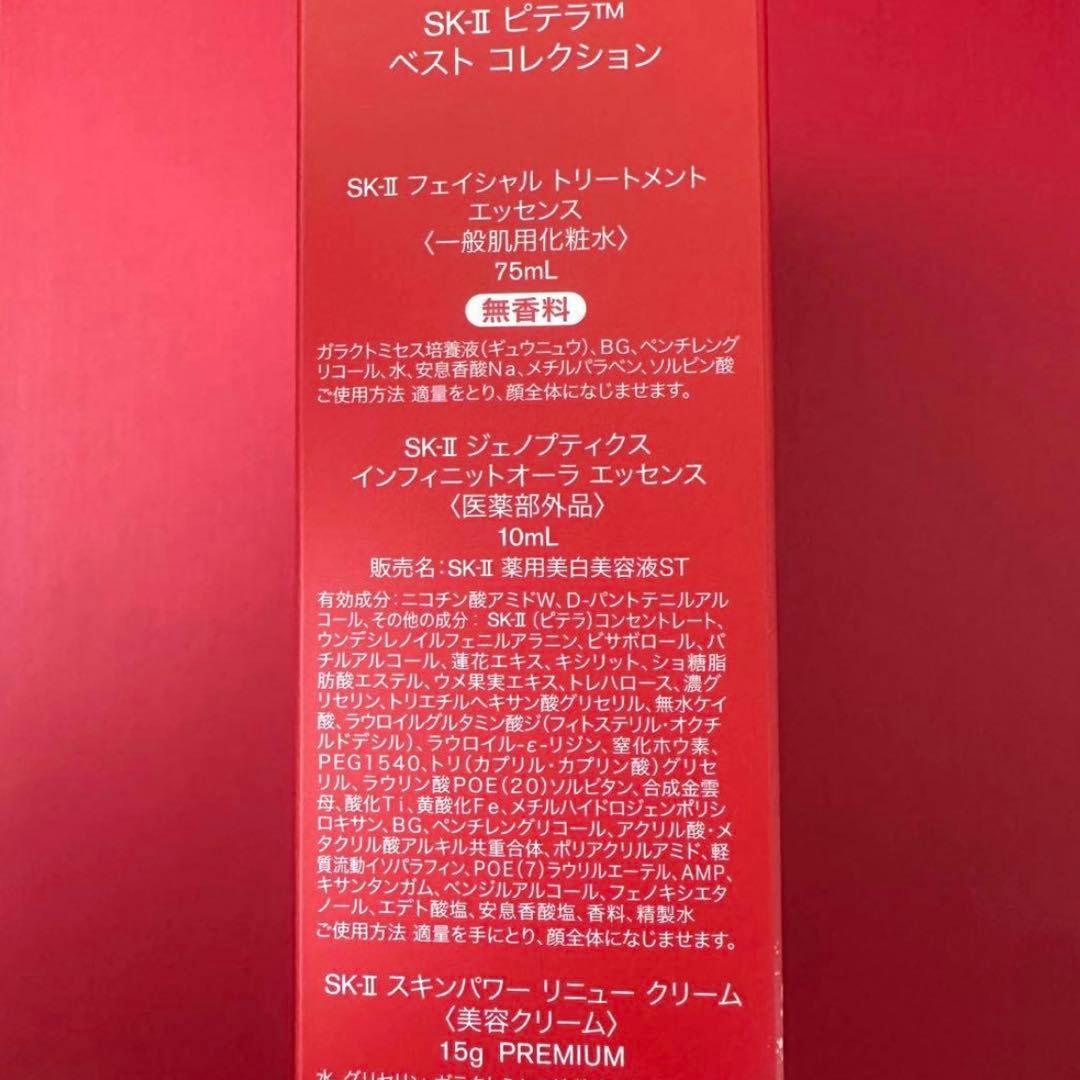 SK-Ⅱ ピテラ™
ベスト コレクション
SK-Ⅱ フェイシャル トリートメント
エッセンス
〈一般肌用化粧水〉
75mL
無香料
ガラクトミセス培養液(ギュウニュウ)、BG、ペンチレング
リコール、水、安息香酸Na、メチルパラベン、ソルビン酸
ご使用方法 適量をとり、顔全体になじませます。
SK-Ⅱ ジェノプティクス
インフィニットオーラ エッセンス
〈医薬部外品〉
10mL
販売名:SK-Ⅱ 薬用美白美容液ST
有効成分:ニコチン酸アミドW、D-パントテニルアル
コール、その他の成分: SK-Ⅱ(ピテラ)コンセントレート、
ウンデシレノイルフェニルアラニン、ビサボロール、バ
チルアルコール、蓮花エキス、キシリット、ショ糖脂
肪酸エステル、ウメ果実エキス、トレハロース、濃グ
リセリン、トリエチルヘキサン酸グリセリル、無水ケイ
酸、ラウロイルグルタミン酸ジ(フィトステリル・オクチ
ルドデシル)、ラウロイル-ε-リジン、窒化ホウ素、
PEG1540、トリ(カプリル・カプリン酸)グリセ
リル、ラウリン酸POE(20)ソルビタン、合成金雲
母、酸化Ti、黄酸化Fe、メチルハイドロジェンポリシ
ロキサン、BG、ペンチレングリコール、アクリル酸・メ
タクリル酸アルキル共重合体、ポリアクリルアミド、軽
質流動イソパラフィン、POE(7)ラウリルエーテル、AMP、
キサンタンガム、ベンジルアルコール、フェノキシエタ
ノール、エデト酸塩、安息香酸塩、香料、精製水
ご使用方法 適量を手にとり、顔全体になじませます。
SK-Ⅱ スキンパワー リニュー クリーム
〈美容クリーム〉
15g PREMIUM